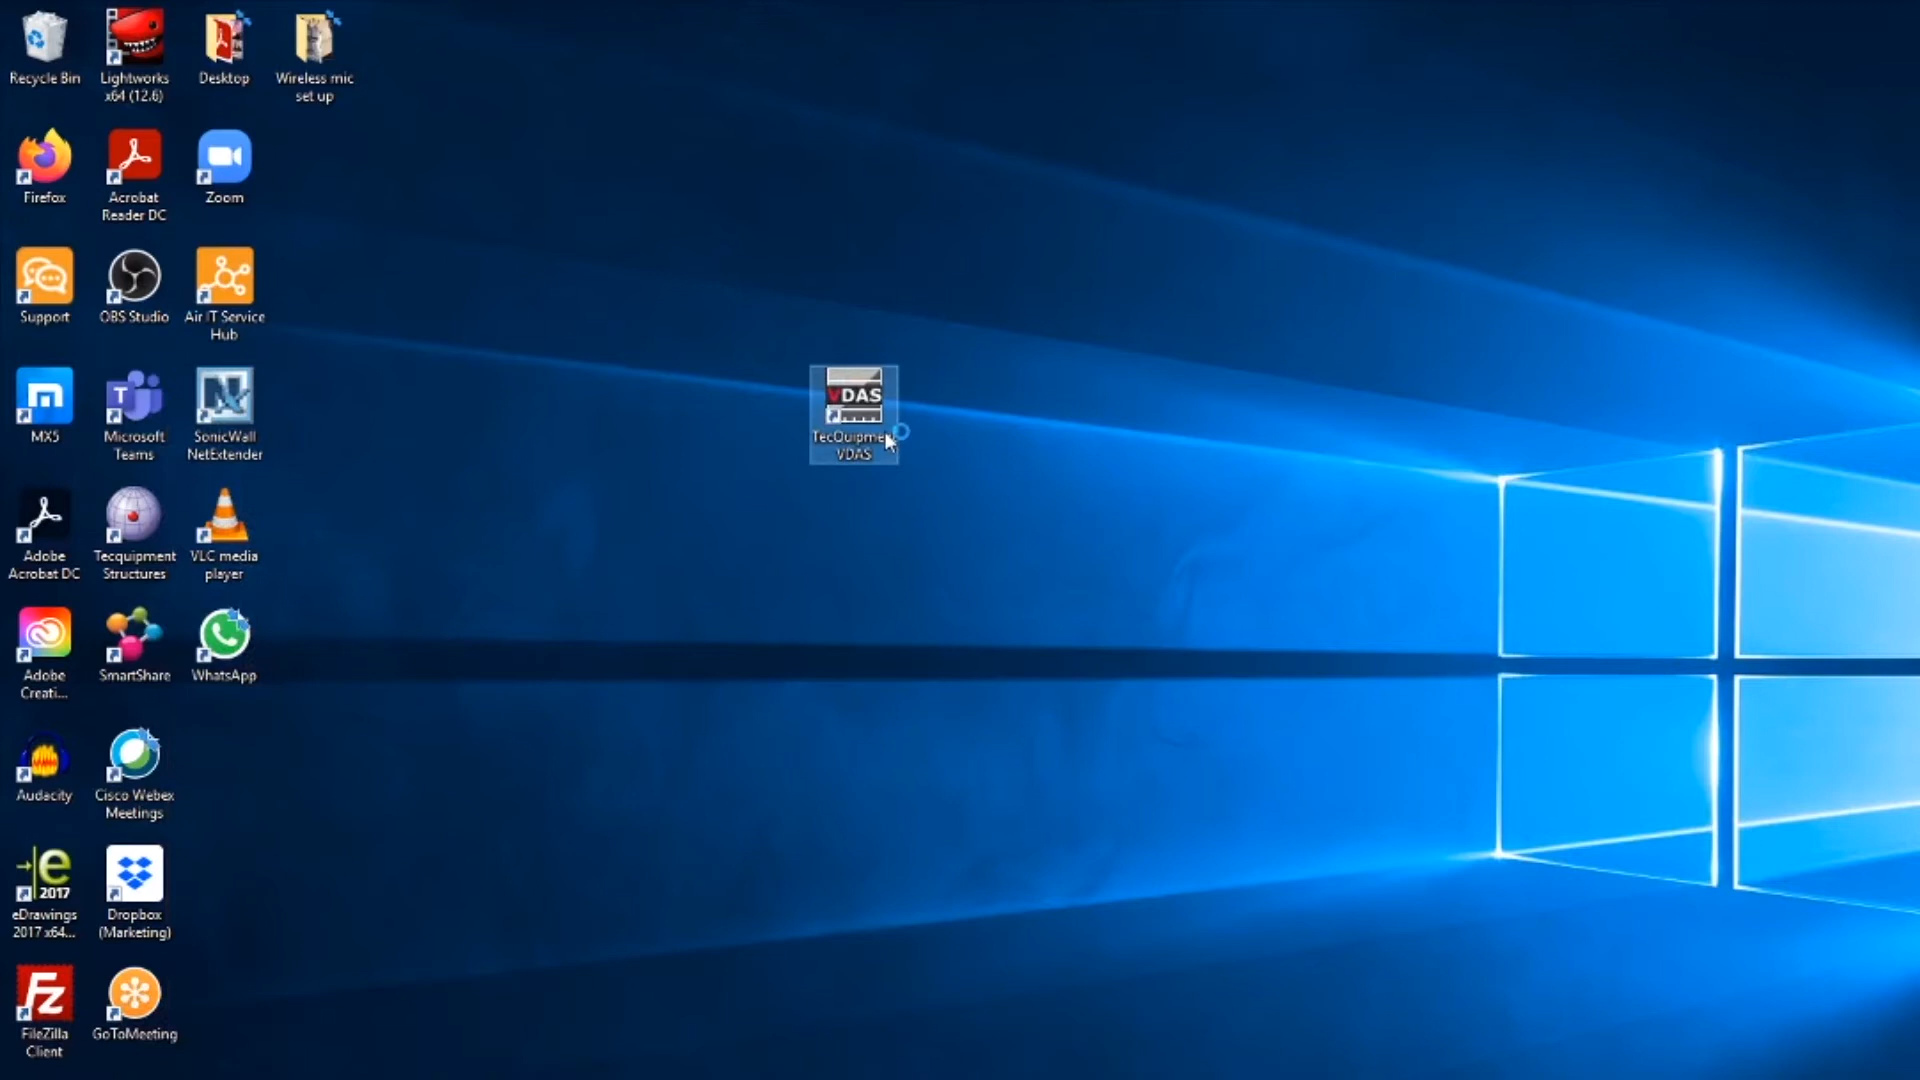 Recycle Bin
Lightworks
x64 (12.6)
Desktop
Wireless mic
set up
Firefox
Acrobat
Reader DC
Zoom
Support
OBS Studio
Air IT Service
Hub
MX5
T
Microsoft
Teams
SonicWall
NetExtender
VDAS
VDAS
Adobe
Acrobat DC
Tecquipment
Structures
VLC media
player
Adobe
Creati...
SmartShare
WhatsApp
Audacity
Cisco Webex
Meetings
e
2017
eDrawings
2017 x64...
Dropbox
(Marketing)
Fz
FileZilla
Client
GoToMeeting